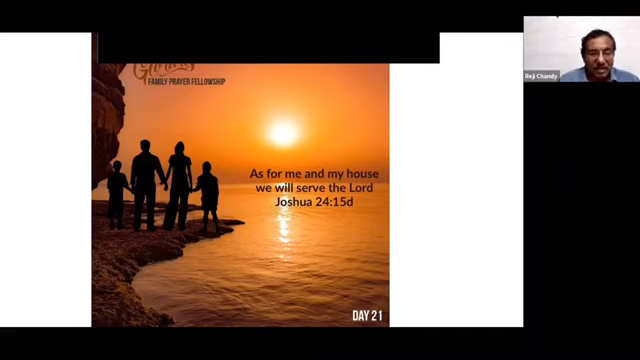 FAMILY PRAYER FELLOWSHIP
As for me and my house
we will serve the Lord
Joshua 24:15d
DAY 21
Reji Chandy